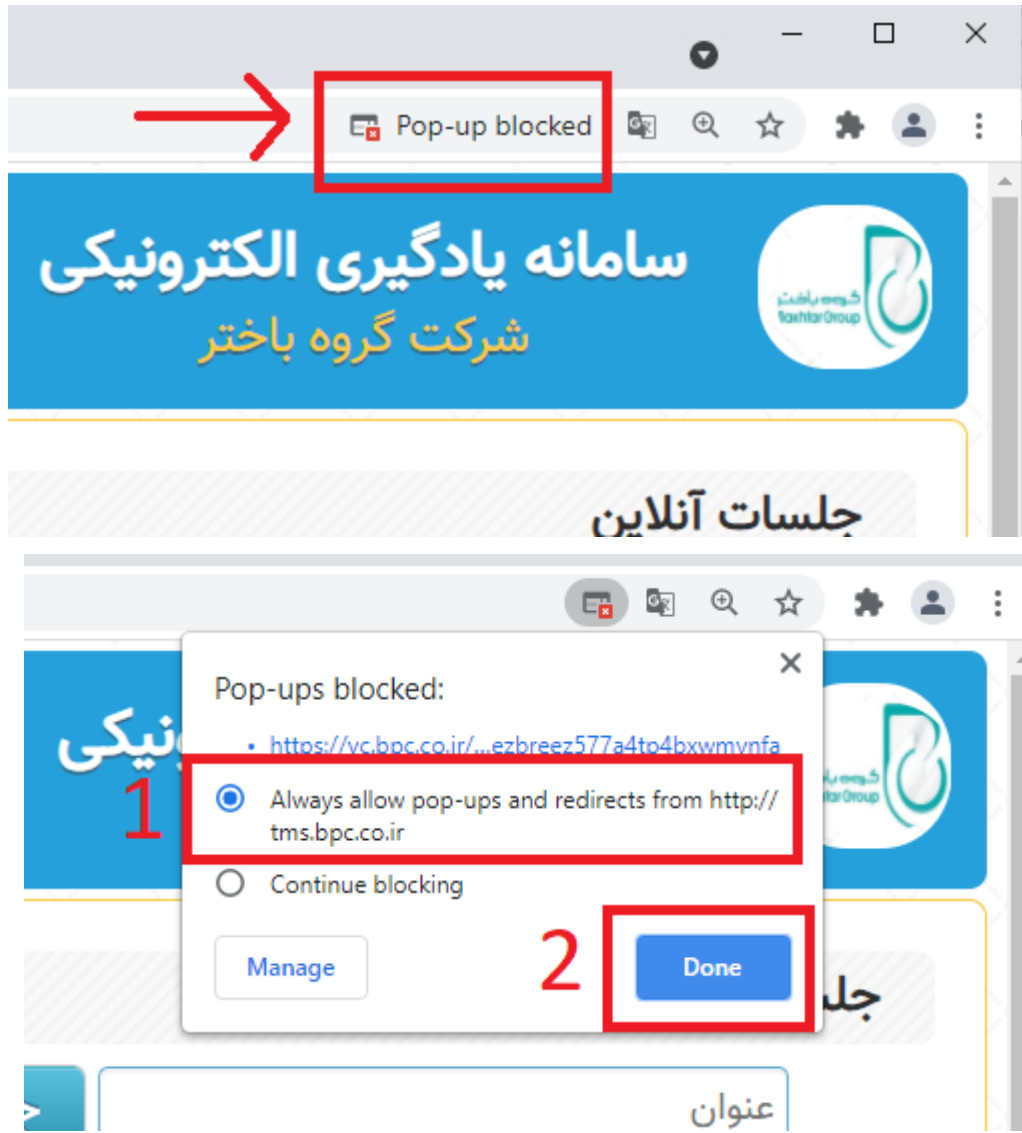 Pop-up blocked
سامانه یادگیری الکترونیکی
شرکت گروه باختر
گروه باختر
Baxhtar Group
جلسات آنلاین
Pop-ups blocked:
https://vc.bpc.co.ir/...ezbreez577a4tp4bxwmvnfa
1
Always allow pop-ups and redirects from http://
tms.bpc.co.ir
Continue blocking
Manage
2
Done
عنوان